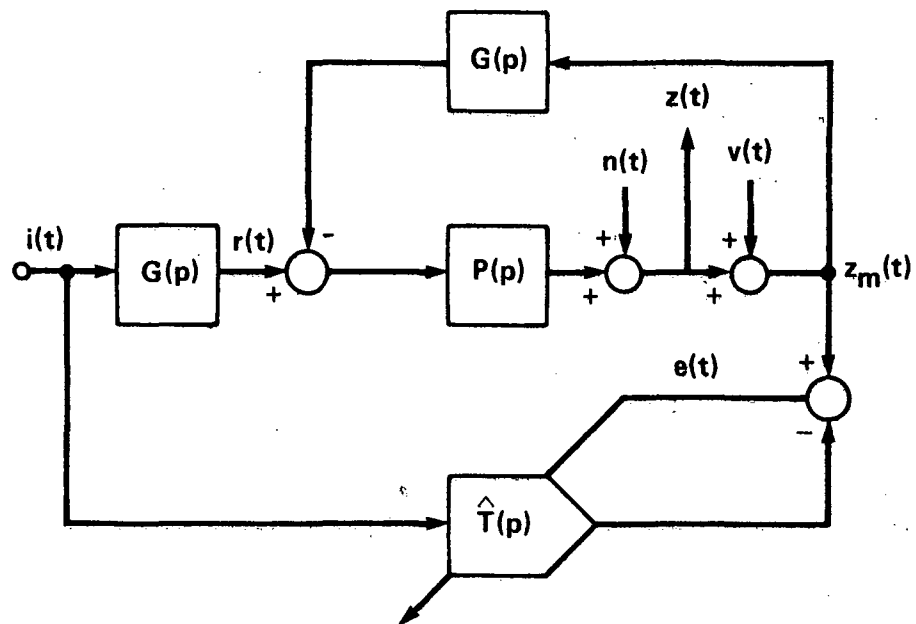 G(p)
z(t)
n(t)
v(t)
i(t)
r(t)
-
+
+
+
+
+
G(p)
P(p)
z_m(t)
e(t)
+
-
T̂(p)